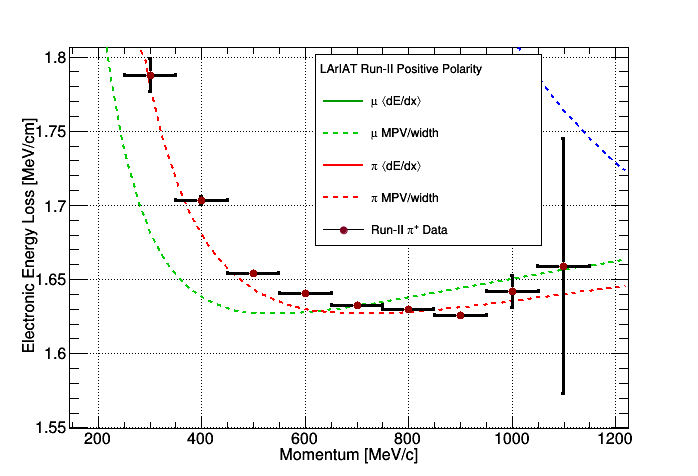 LArIAT Run-II Positive Polarity
μ ⟨dE/dx⟩
μ MPV/width
π ⟨dE/dx⟩
π MPV/width
Run-II π⁺ Data
Electronic Energy Loss [MeV/cm]
1.8
1.75
1.7
1.65
1.6
1.55
200 400 600 800 1000 1200
Momentum [MeV/c]